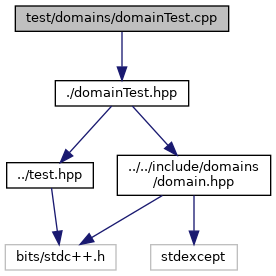 test/domains/domainTest.cpp
./domainTest.hpp
../test.hpp
../../include/domains
/domain.hpp
bits/stdc++.h
stdexcept